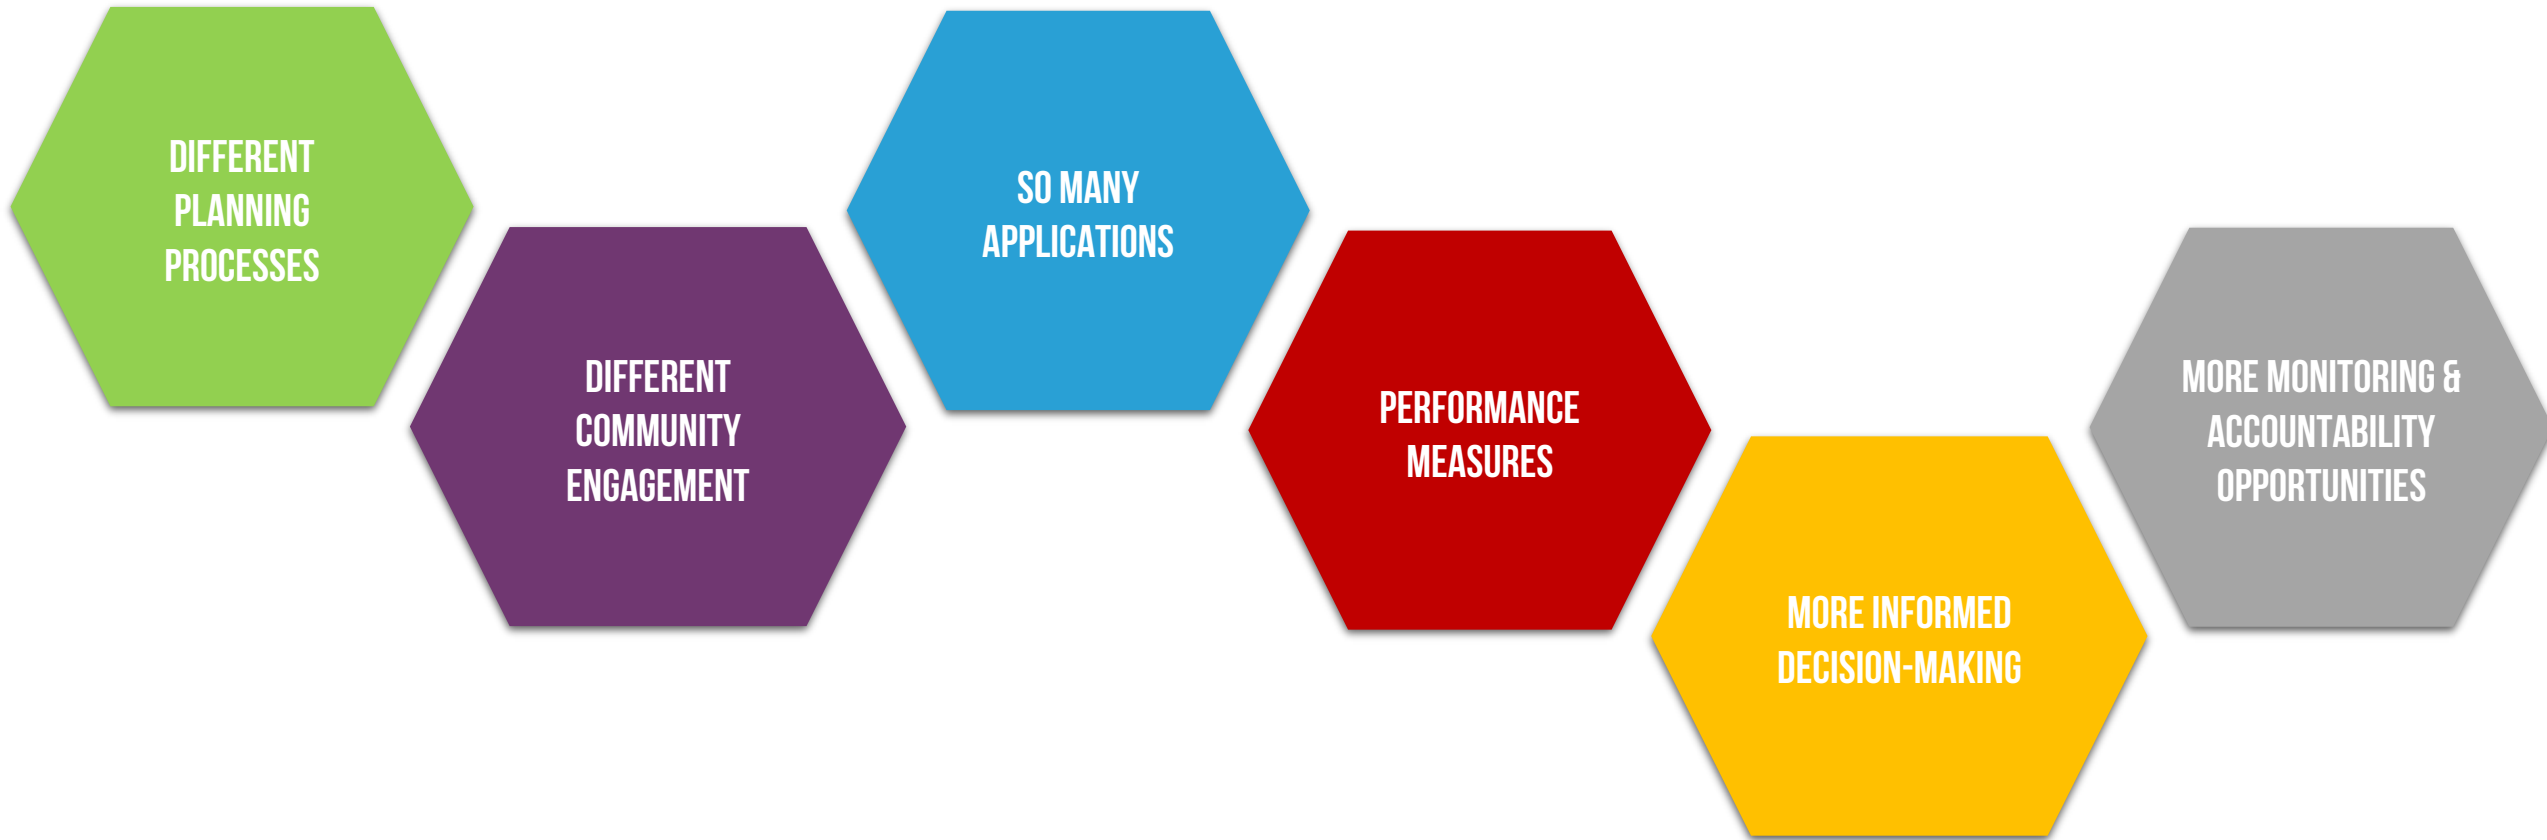 DIFFERENT
PLANNING
PROCESSES
DIFFERENT
COMMUNITY
ENGAGEMENT
SO MANY
APPLICATIONS
PERFORMANCE
MEASURES
MORE INFORMED
DECISION-MAKING
MORE MONITORING &
ACCOUNTABILITY
OPPORTUNITIES